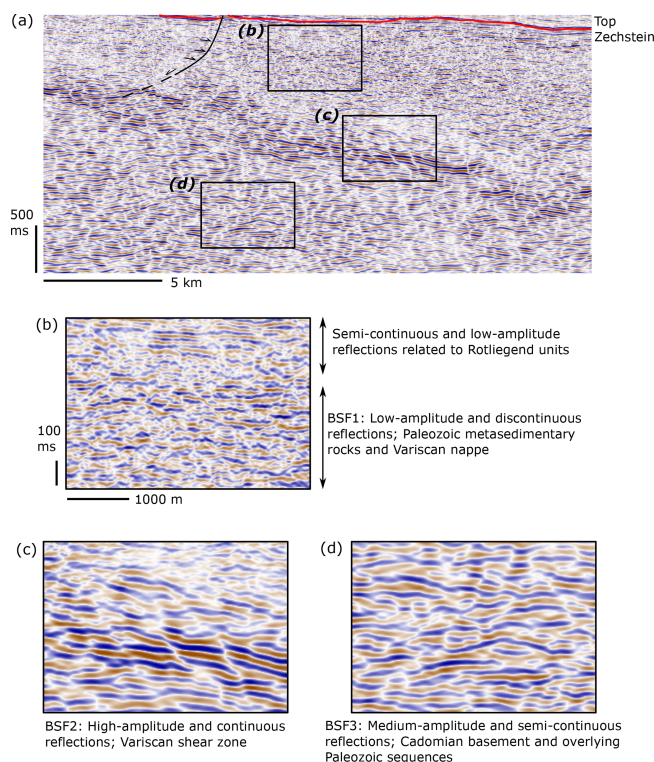 (a)
Top
Zechstein
(b)
(c)
(d)
500
ms
5 km
(b)
Semi-continuous and low-amplitude
reflections related to Rotliegend units
BSF1: Low-amplitude and discontinuous
reflections; Paleozoic metasedimentary
rocks and Variscan nappe
100
ms
1000 m
(c)
(d)
BSF2: High-amplitude and continuous
reflections; Variscan shear zone
BSF3: Medium-amplitude and semi-continuous
reflections; Cadomian basement and overlying
Paleozoic sequences